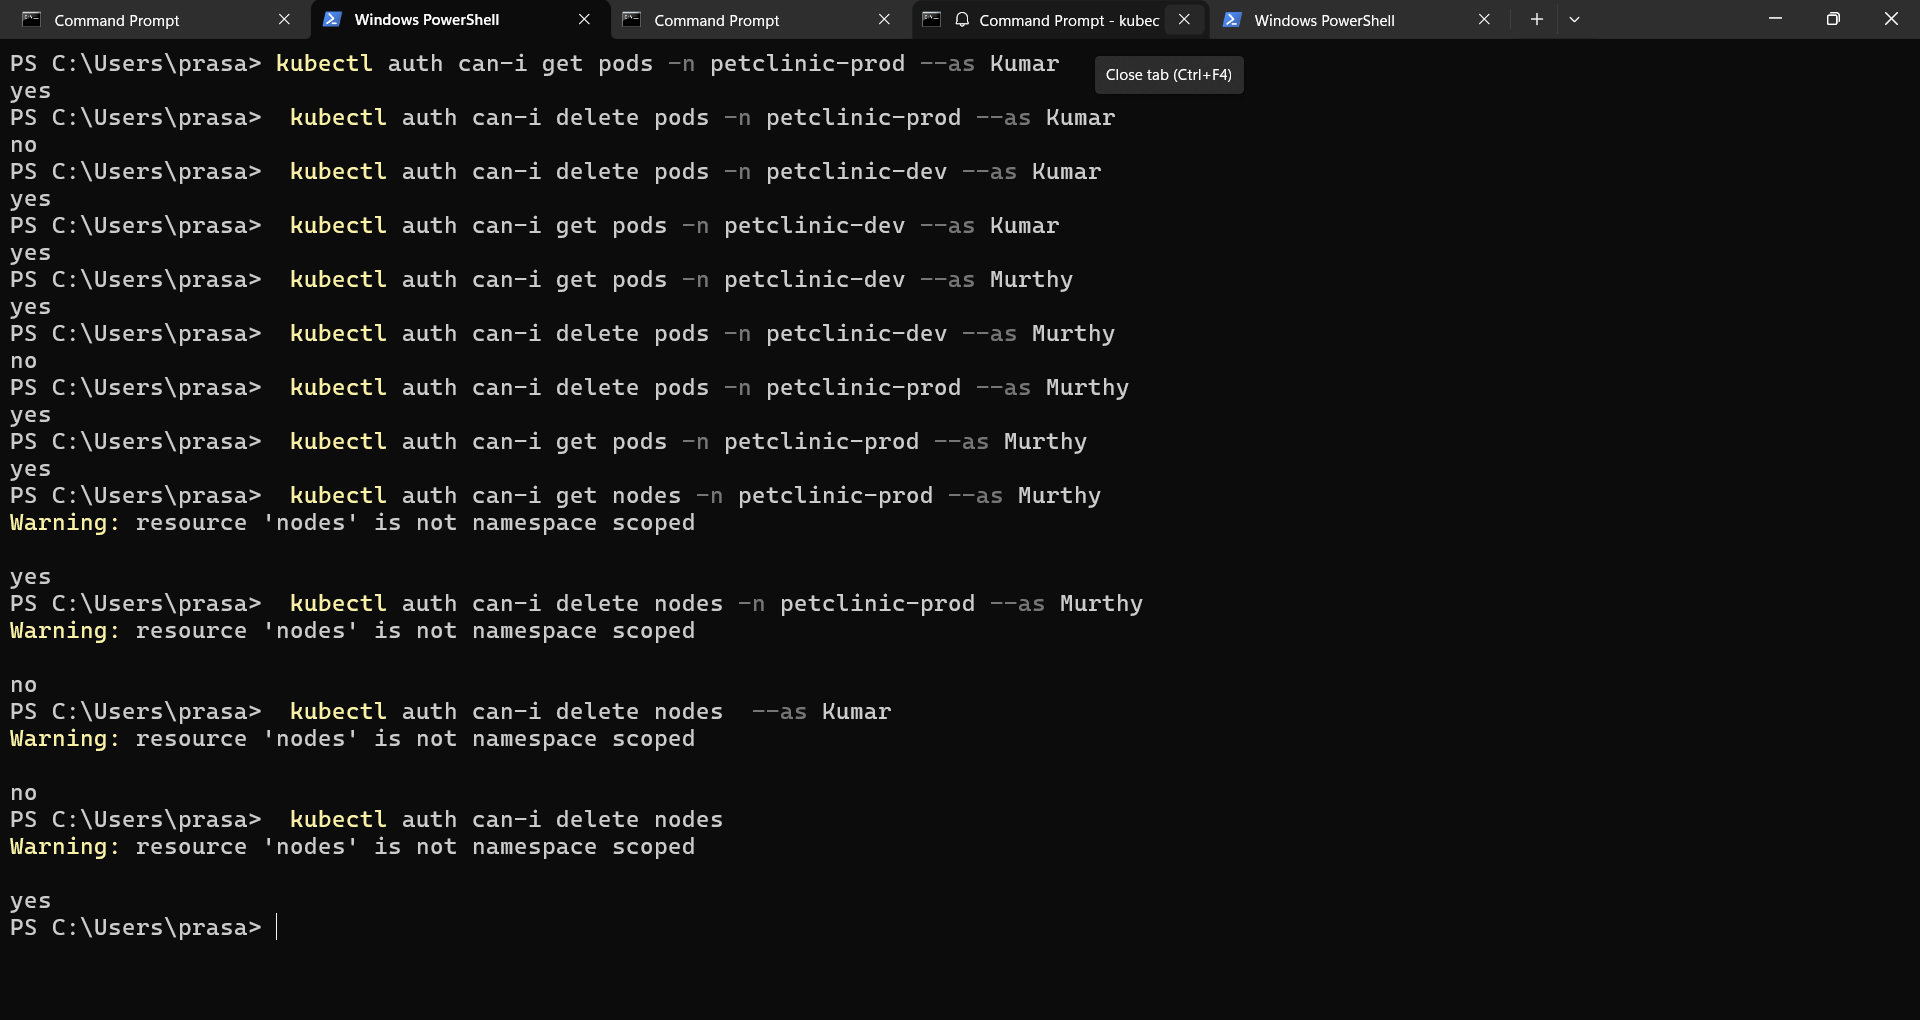 Command Prompt
Windows PowerShell
Command Prompt
Command Prompt - kubec
Windows PowerShell
PS C:\Users\prasa> kubectl auth can-i get pods -n petclinic-prod --as Kumar
Close tab (Ctrl+F4)
yes
PS C:\Users\prasa>  kubectl auth can-i delete pods -n petclinic-prod --as Kumar
no
PS C:\Users\prasa>  kubectl auth can-i delete pods -n petclinic-dev --as Kumar
yes
PS C:\Users\prasa>  kubectl auth can-i get pods -n petclinic-dev --as Kumar
yes
PS C:\Users\prasa>  kubectl auth can-i get pods -n petclinic-dev --as Murthy
yes
PS C:\Users\prasa>  kubectl auth can-i delete pods -n petclinic-dev --as Murthy
no
PS C:\Users\prasa>  kubectl auth can-i delete pods -n petclinic-prod --as Murthy
yes
PS C:\Users\prasa>  kubectl auth can-i get pods -n petclinic-prod --as Murthy
yes
PS C:\Users\prasa>  kubectl auth can-i get nodes -n petclinic-prod --as Murthy
Warning: resource 'nodes' is not namespace scoped
yes
PS C:\Users\prasa>  kubectl auth can-i delete nodes -n petclinic-prod --as Murthy
Warning: resource 'nodes' is not namespace scoped
no
PS C:\Users\prasa>  kubectl auth can-i delete nodes  --as Kumar
Warning: resource 'nodes' is not namespace scoped
no
PS C:\Users\prasa>  kubectl auth can-i delete nodes
Warning: resource 'nodes' is not namespace scoped
yes
PS C:\Users\prasa>